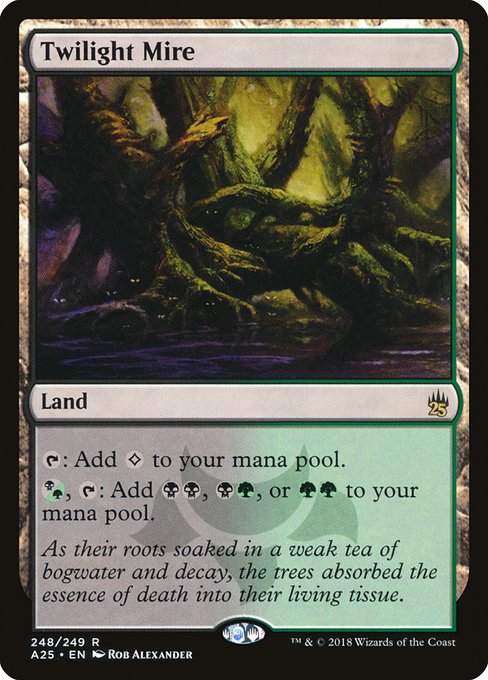 Twilight Mire
Land
25
: Add to your mana pool.
, : Add , , or to your
mana pool.
As their roots soaked in a weak tea of
bogwater and decay, the trees absorbed the
essence of death into their living tissue.
248/249 R
A25 • EN Rob Alexander
™ & © 2018 Wizards of the Coast